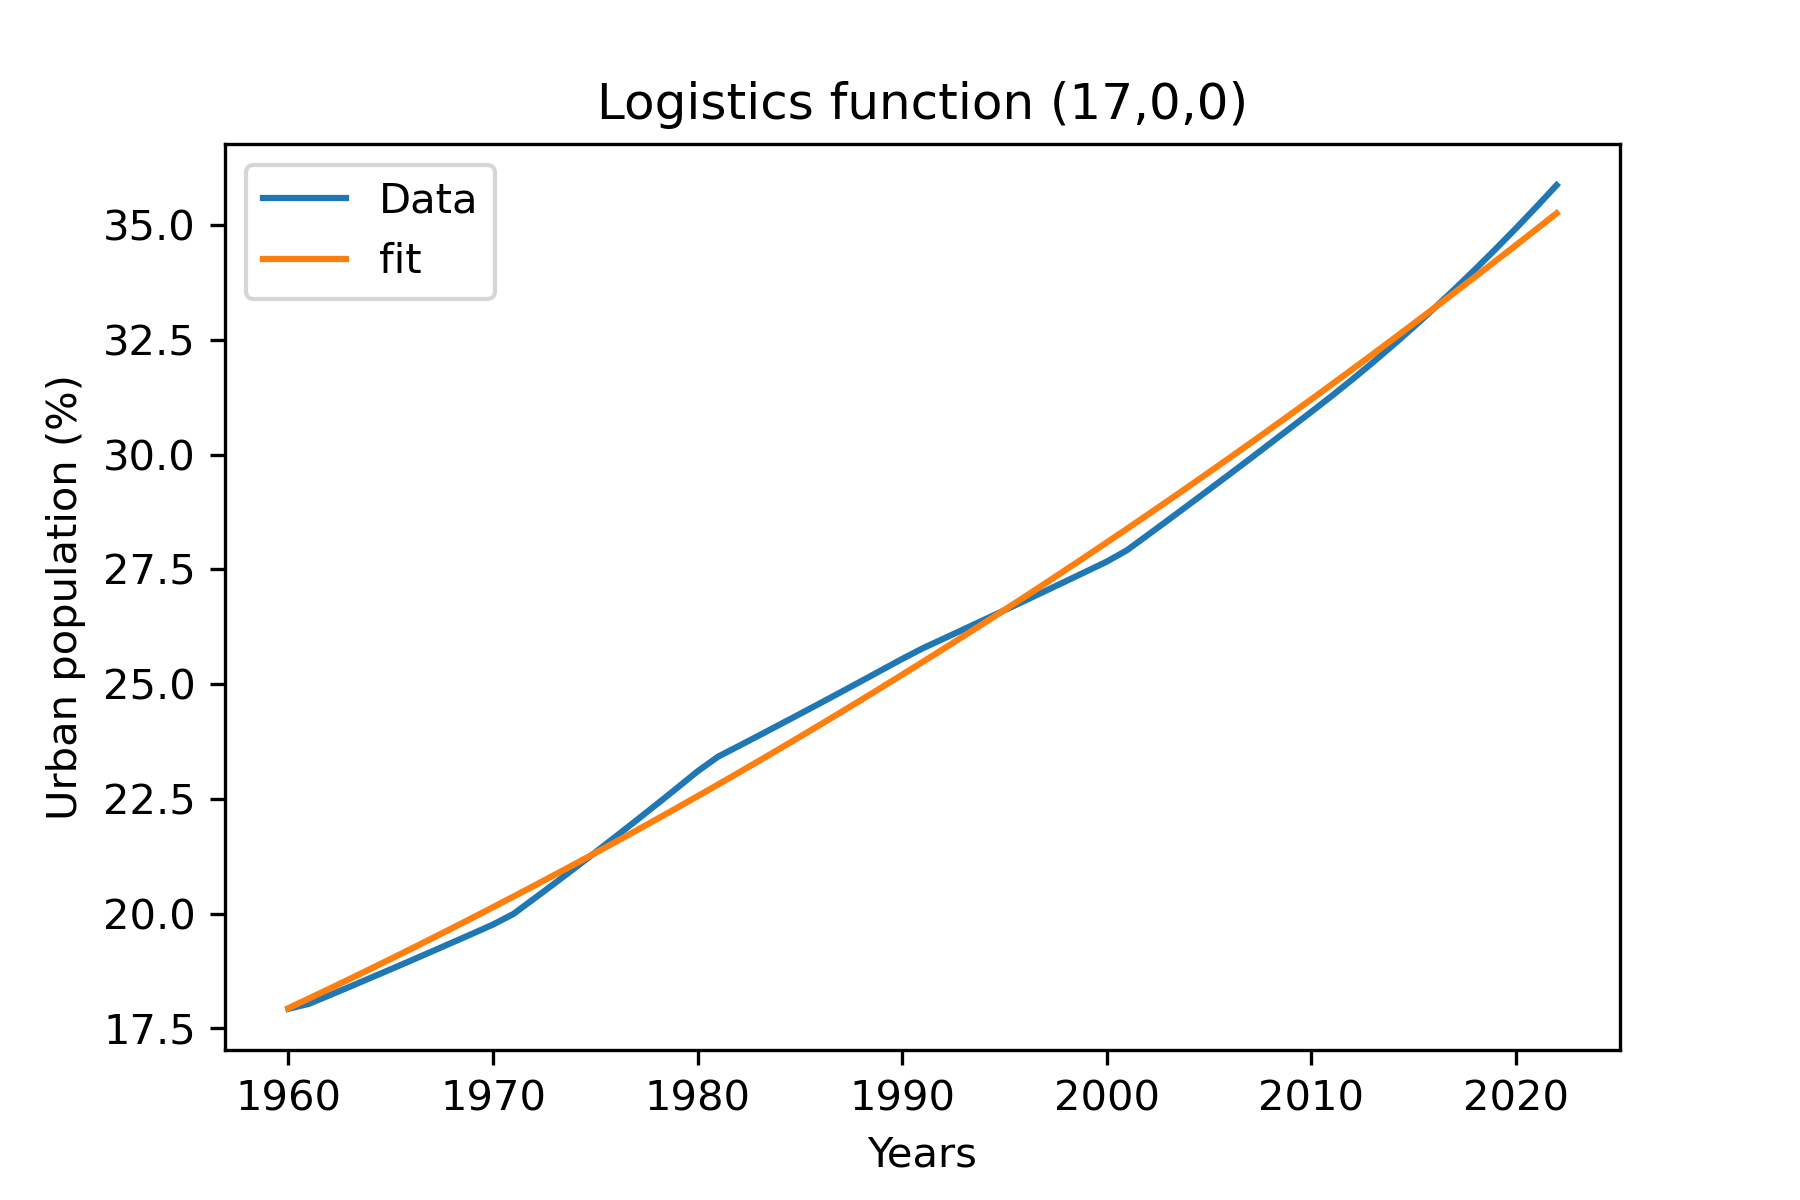 Logistics function (17,0,0)
Data
fit
Urban population (%)
35.0
32.5
30.0
27.5
25.0
22.5
20.0
17.5
1960 1970 1980 1990 2000 2010 2020
Years